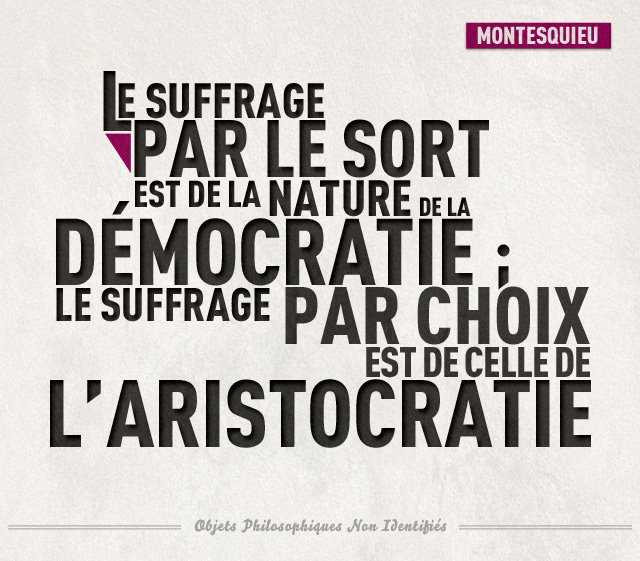 MONTESQUIEU
LE SUFFRAGE
PAR LE SORT
EST DE LA NATURE DE LA
DÉMOCRATIE ;
LE SUFFRAGE PAR CHOIX
EST DE CELLE DE
L'ARISTOCRATIE
Objets Philosophiques Non Identifiés